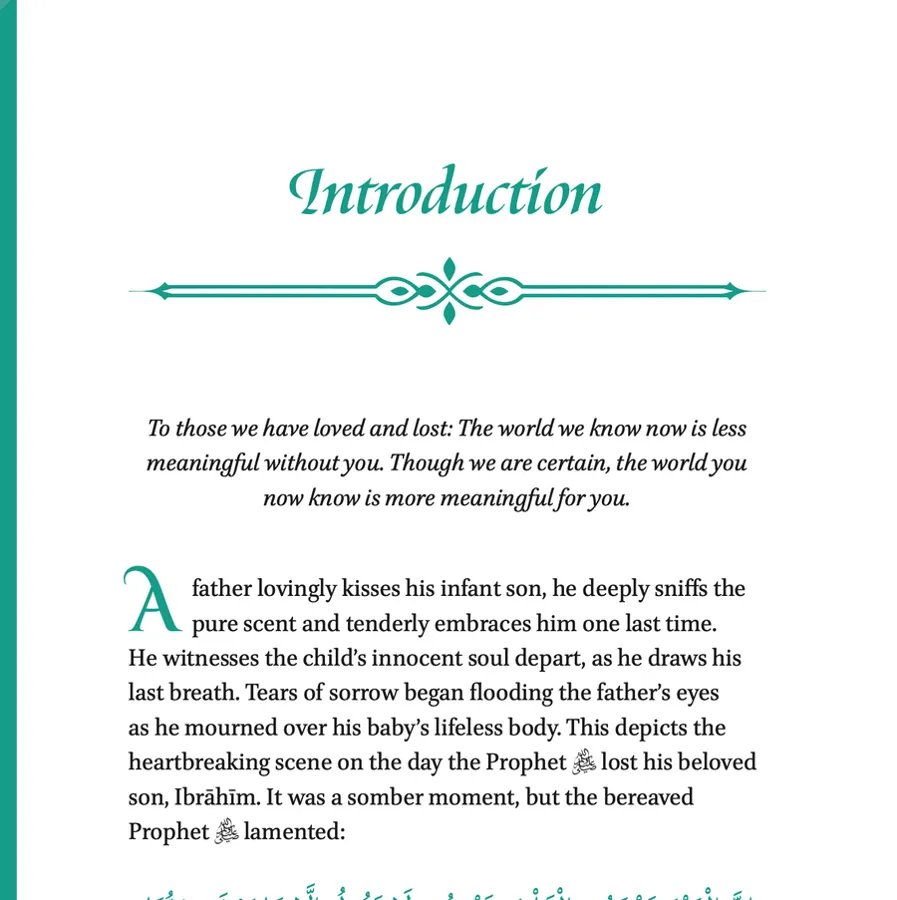 Introduction
To those we have loved and lost: The world we know now is less
meaningful without you. Though we are certain, the world you
now know is more meaningful for you.
A father lovingly kisses his infant son, he deeply sniffs the
pure scent and tenderly embraces him one last time.
He witnesses the child’s innocent soul depart, as he draws his
last breath. Tears of sorrow began flooding the father’s eyes
as he mourned over his baby’s lifeless body. This depicts the
heartbreaking scene on the day the Prophet ﷺ lost his beloved
son, Ibrāhīm. It was a somber moment, but the bereaved
Prophet ﷺ lamented: